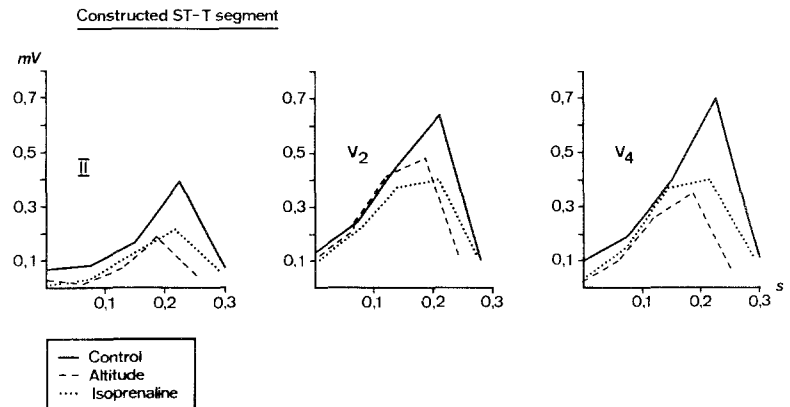 Constructed ST-T segment
mV
0,7
0,5
0,3
0,1
II
0,1
0,2
0,3
0,7
0,5
0,3
0,1
V2
0,1
0,2
0,3
0,7
0,5
0,3
0,1
V4
0,1
0,2
0,3
s
Control
Altitude
Isoprenaline